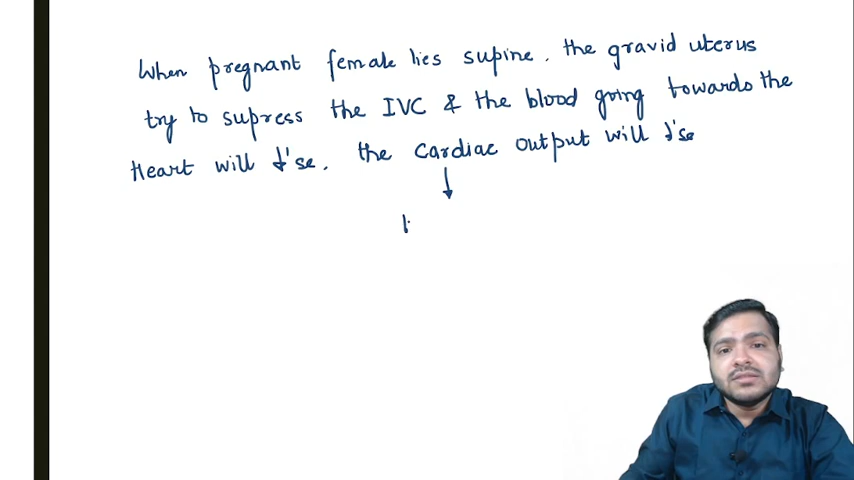 When pregnant female lies supine, the gravid uterus
try to supress the IVC & the blood going towards the
Heart will ↓'se. the cardiac output will ↓'se
↓